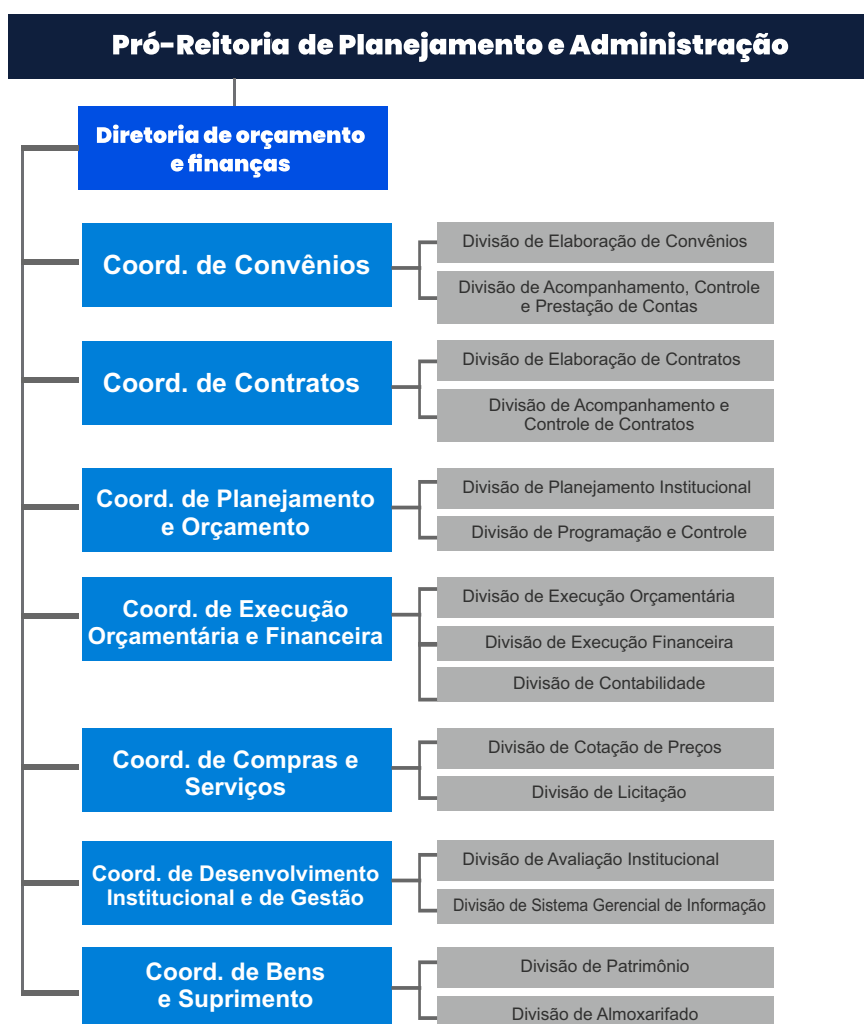 Pró-Reitoria de Planejamento e Administração
Diretoria de orçamento
e finanças
Coord. de Convênios
Divisão de Elaboração de Convênios
Divisão de Acompanhamento, Controle
e Prestação de Contas
Coord. de Contratos
Divisão de Elaboração de Contratos
Divisão de Acompanhamento e
Controle de Contratos
Coord. de Planejamento
e Orçamento
Divisão de Planejamento Institucional
Divisão de Programação e Controle
Coord. de Execução
Orçamentária e Financeira
Divisão de Execução Orçamentária
Divisão de Execução Financeira
Divisão de Contabilidade
Coord. de Compras e
Serviços
Divisão de Cotação de Preços
Divisão de Licitação
Coord. de Desenvolvimento
Institucional e de Gestão
Divisão de Avaliação Institucional
Divisão de Sistema Gerencial de Informação
Coord. de Bens
e Suprimento
Divisão de Patrimônio
Divisão de Almoxarifado